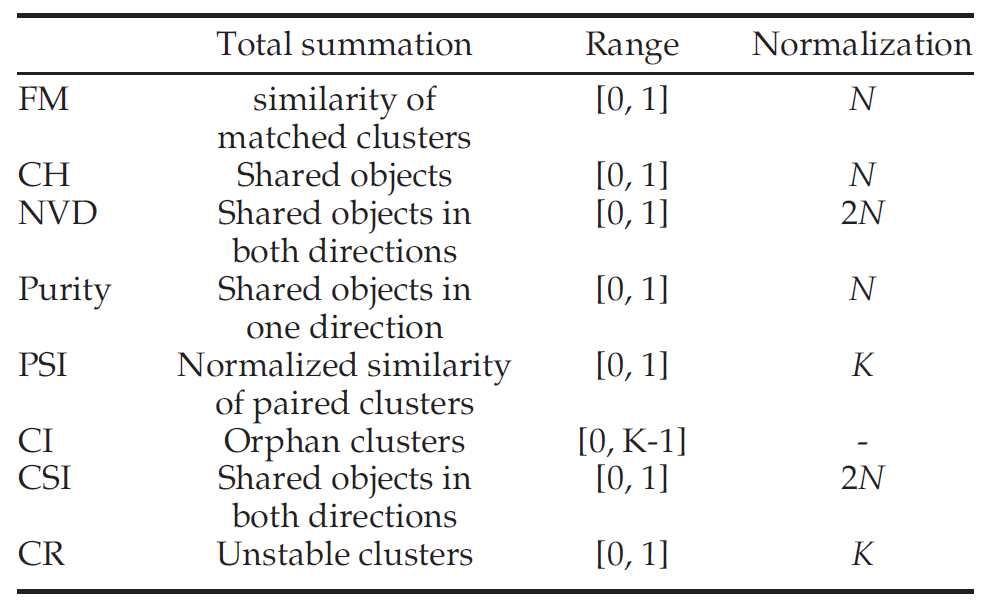 Total summation Range Normalization
FM similarity of [0, 1] N
matched clusters
CH Shared objects [0, 1] N
NVD Shared objects in [0, 1] 2N
both directions
Purity Shared objects in [0, 1] N
one direction
PSI Normalized similarity [0, 1] K
of paired clusters
CI Orphan clusters [0, K-1] -
CSI Shared objects in [0, 1] 2N
both directions
CR Unstable clusters [0, 1] K